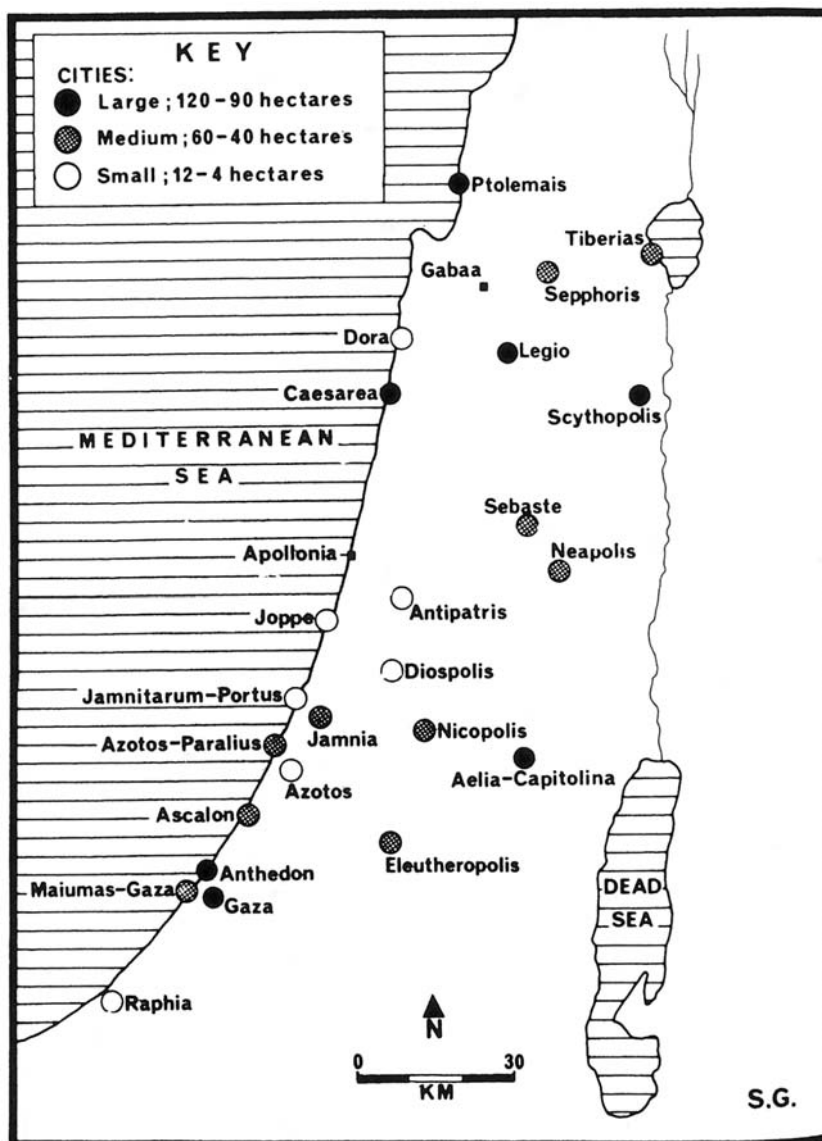 KEY
CITIES:
Large ; 120-90 hectares
Medium ; 60-40 hectares
Small ; 12-4 hectares
Ptolemais
Tiberias
Gabaa
Sepphoris
Dora
Legio
Caesarea
Scythopolis
MEDITERRANEAN
SEA
Sebaste
Neapolis
Apollonia
Antipatris
Joppe
Diospolis
Jamnitarum-Portus
Jamnia
Nicopolis
Azotos-Paralius
Aelia-Capitolina
Azotos
Ascalon
Eleutheropolis
Anthedon
Maiumas-Gaza
Gaza
DEAD
SEA
Raphia
N
0 30
KM
S.G.